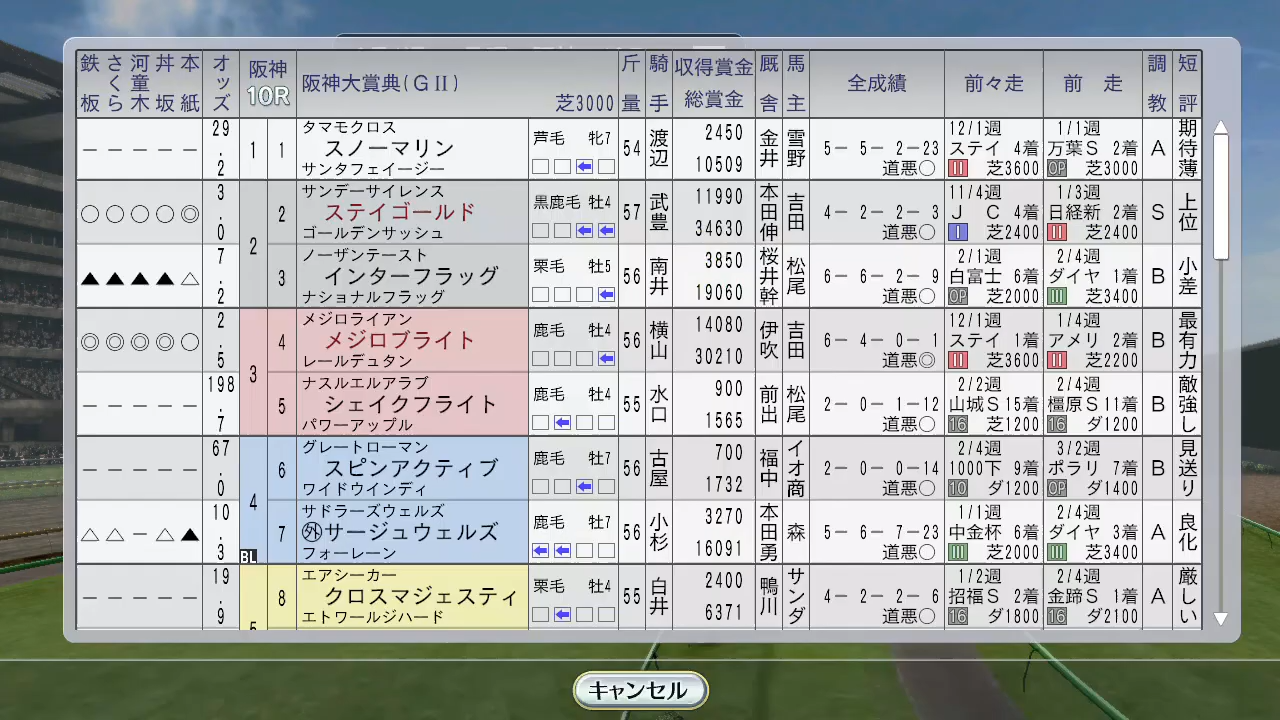 鉄板 さくら 河童木 丼坂 本紙 オッズ 阪神10R 阪神大賞典(GⅡ) 芝3000 斤量 騎手 収得賞金 総賞金 厩舎 馬主 全成績 前々走 前 走 調教 短評
－ － － － － 29.2 1 1 タマモクロス 芦毛 牝7 54 渡辺 2450 金井 雪野 5－ 5－ 2－23 12/1週 1/1週 A 期待薄
スノーマリン ステイ 4着 万葉S 2着
サンタフェイージー 10509 道悪○ II 芝3600 OP 芝3000
○ ○ ○ ○ ◎ 3.0 2 2 サンデーサイレンス 黒鹿毛 牡4 57 武豊 11990 本田伸 吉田 4－ 2－ 2－ 3 11/4週 1/3週 S 上位
ステイゴールド J C 4着 日経新 2着
ゴールデンサッシュ 34630 道悪○ I 芝2400 II 芝2400
▲ ▲ ▲ ▲ △ 7.2 3 ノーザンテースト 栗毛 牡5 56 南井 3850 桜井幹 松尾 6－ 6－ 2－ 9 2/1週 2/4週 B 小差
インターフラッグ 白富士 6着 ダイヤ 1着
ナショナルフラッグ 19060 道悪○ OP 芝2000 III 芝3400
◎ ◎ ◎ ◎ ○ 2.5 3 4 メジロライアン 鹿毛 牡4 56 横山 14080 伊吹 吉田 6－ 4－ 0－ 1 12/1週 1/4週 B 最有力
メジロブライト ステイ 1着 アメリ 2着
レールデュタン 30210 道悪◎ II 芝3600 II 芝2200
－ － － － － 198.7 5 ナスルエルアラブ 鹿毛 牡4 55 水口 900 前出 松尾 2－ 0－ 1－12 2/2週 2/4週 B 敵強し
シェイクフライト 山城S 15着 橿原S 11着
パワーアップル 1565 道悪○ 16 芝1200 16 ダ1200
－ － － － － 67.0 4 6 グレートローマン 鹿毛 牡7 56 古屋 700 福中 イオ商 2－ 0－ 0－14 2/4週 3/2週 B 見送り
スピンアクティブ 1000下 9着 ポラリ 7着
ワイドウインディ 1732 道悪○ 10 ダ1200 OP ダ1400
△ △ － △ ▲ 10.3 BL 7 サドラーズウェルズ 鹿毛 牡7 56 小杉 3270 本田勇 森 5－ 6－ 7－23 1/1週 2/4週 A 良化
㊕サージュウェルズ 中金杯 6着 ダイヤ 3着
フォーレーン 16091 道悪○ III 芝2000 III 芝3400
－ － － － － 19.9 5 8 エアシーカー 栗毛 牡4 55 白井 2400 鴨川 サンダ 4－ 2－ 2－ 6 1/2週 2/4週 A 厳しい
クロスマジェスティ 招福S 2着 金蹄S 1着
エトワールジハード 6371 道悪○ 16 ダ1800 16 ダ2100
キャンセル